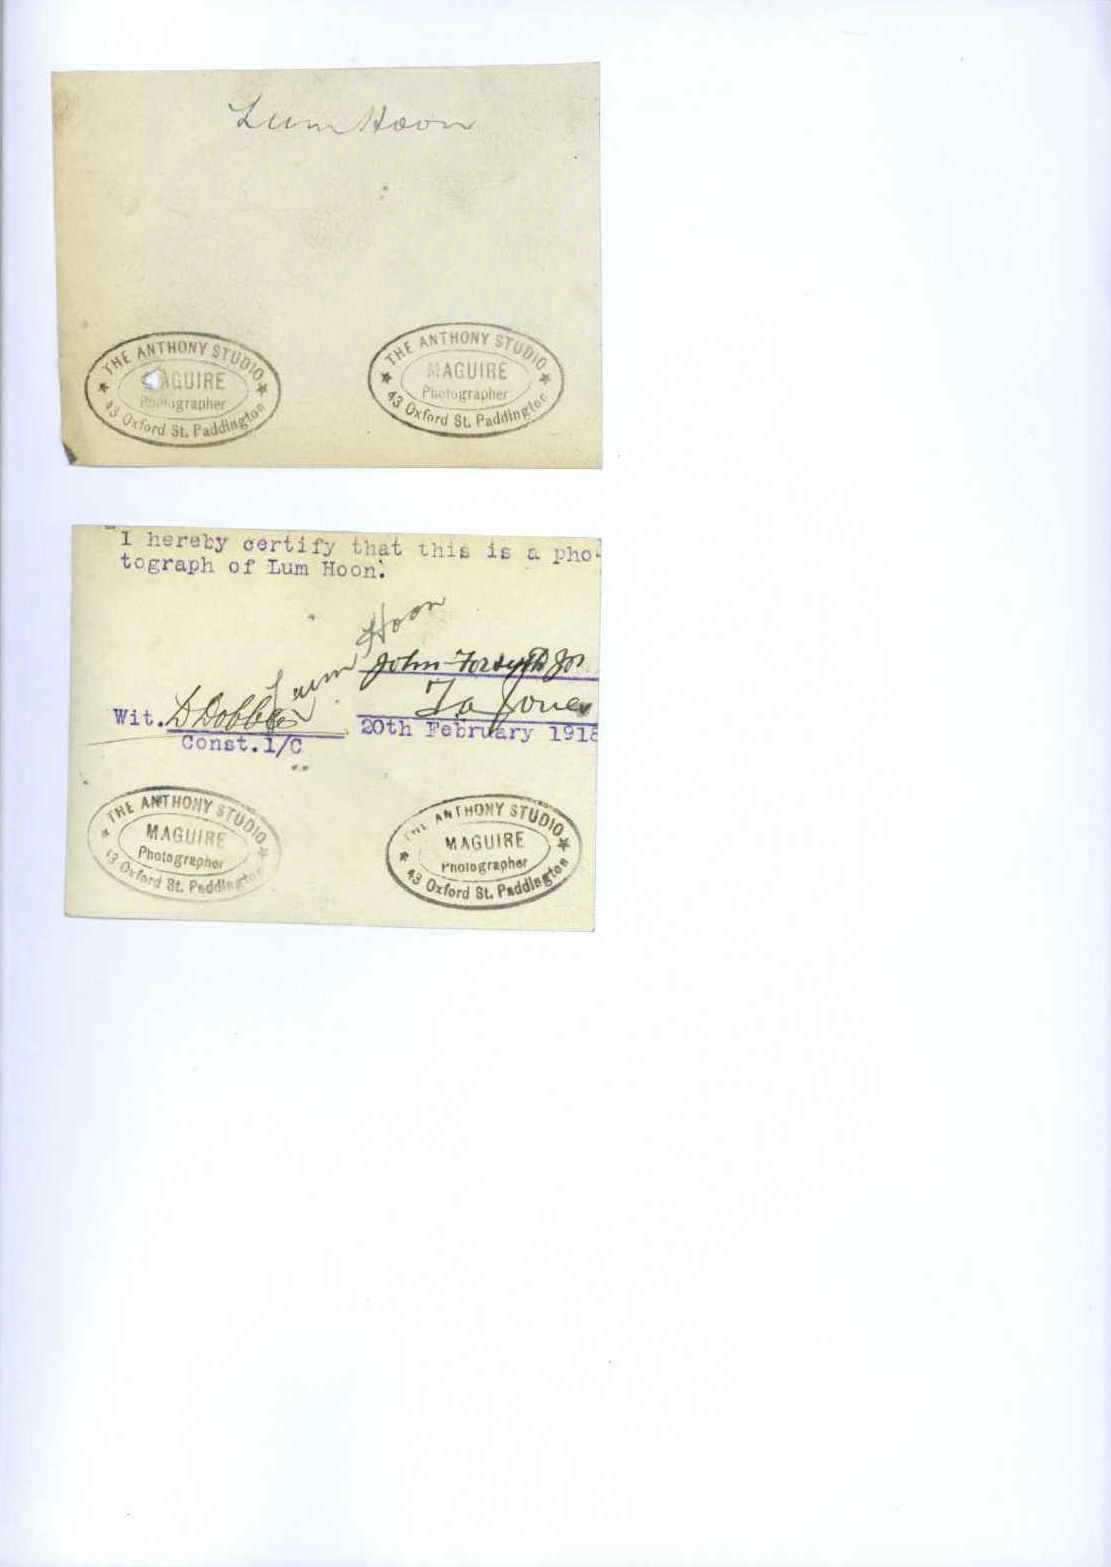 Lum Hoon
THE ANTHONY STUDIO
MAGUIRE
Photographer
43 Oxford St. Paddington
THE ANTHONY STUDIO
MAGUIRE
Photographer
43 Oxford St. Paddington
"I hereby certify that this is a pho-
tograph of Lum Hoon.
Lum Hoon
John Forsyth Jo
Jones
Wit.
20th February 1918
Const. 1/C
THE ANTHONY STUDIO
MAGUIRE
Photographer
43 Oxford St. Paddington
THE ANTHONY STUDIO
MAGUIRE
Photographer
43 Oxford St. Paddington